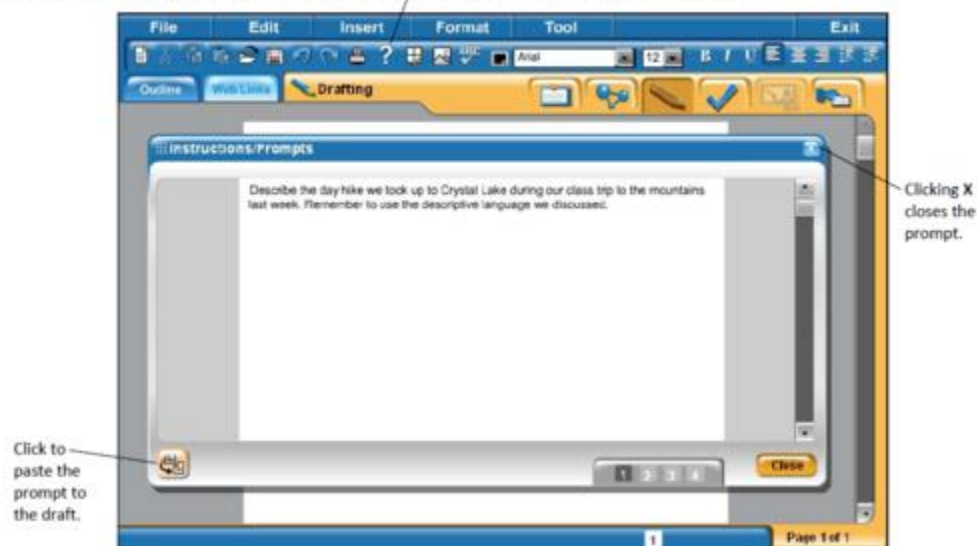 File Edit Insert Format Tool Exit
? Arial 12 B I U
Outline Web Links Drafting
Instructions/Prompts
Describe the day hike we took up to Crystal Lake during our class trip to the mountains
last week. Remember to use the descriptive language we discussed.
Clicking X
closes the
prompt.
Click to
paste the
prompt to
the draft.
1 2 3 4
Close
1
Page 1 of 1